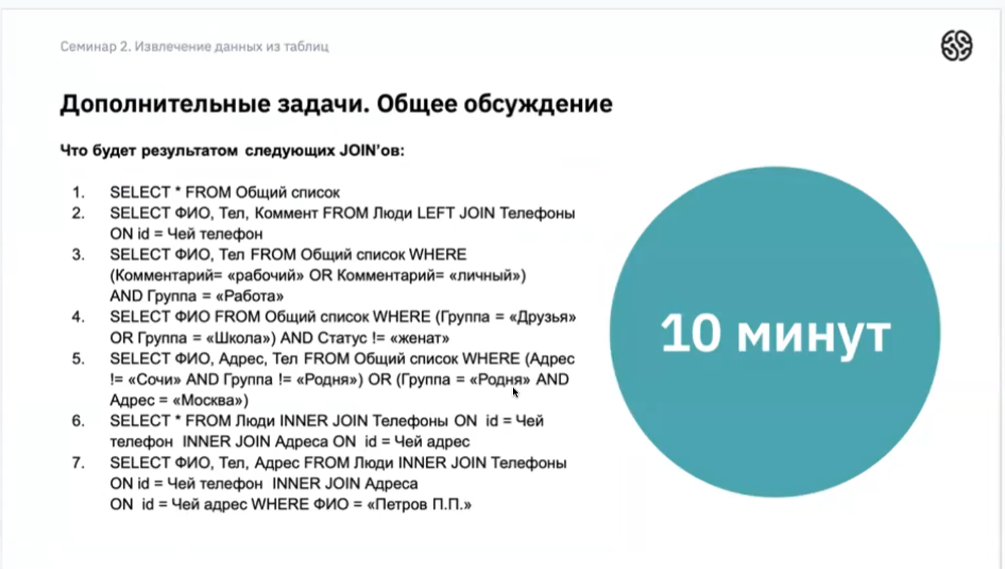 Семинар 2. Извлечение данных из таблиц
Дополнительные задачи. Общее обсуждение
Что будет результатом следующих JOIN'ов:
1. SELECT * FROM Общий список
2. SELECT ФИО, Тел, Коммент FROM Люди LEFT JOIN Телефоны
ON id = Чей телефон
3. SELECT ФИО, Тел FROM Общий список WHERE
(Комментарий= «рабочий» OR Комментарий= «личный»)
AND Группа = «Работа»
4. SELECT ФИО FROM Общий список WHERE (Группа = «Друзья»
OR Группа = «Школа») AND Статус != «женат»
5. SELECT ФИО, Адрес, Тел FROM Общий список WHERE (Адрес
!= «Сочи» AND Группа != «Родня») OR (Группа = «Родня» AND
Адрес = «Москва»)
6. SELECT * FROM Люди INNER JOIN Телефоны ON id = Чей
телефон INNER JOIN Адреса ON id = Чей адрес
7. SELECT ФИО, Тел, Адрес FROM Люди INNER JOIN Телефоны
ON id = Чей телефон INNER JOIN Адреса
ON id = Чей адрес WHERE ФИО = «Петров П.П.»
10 минут